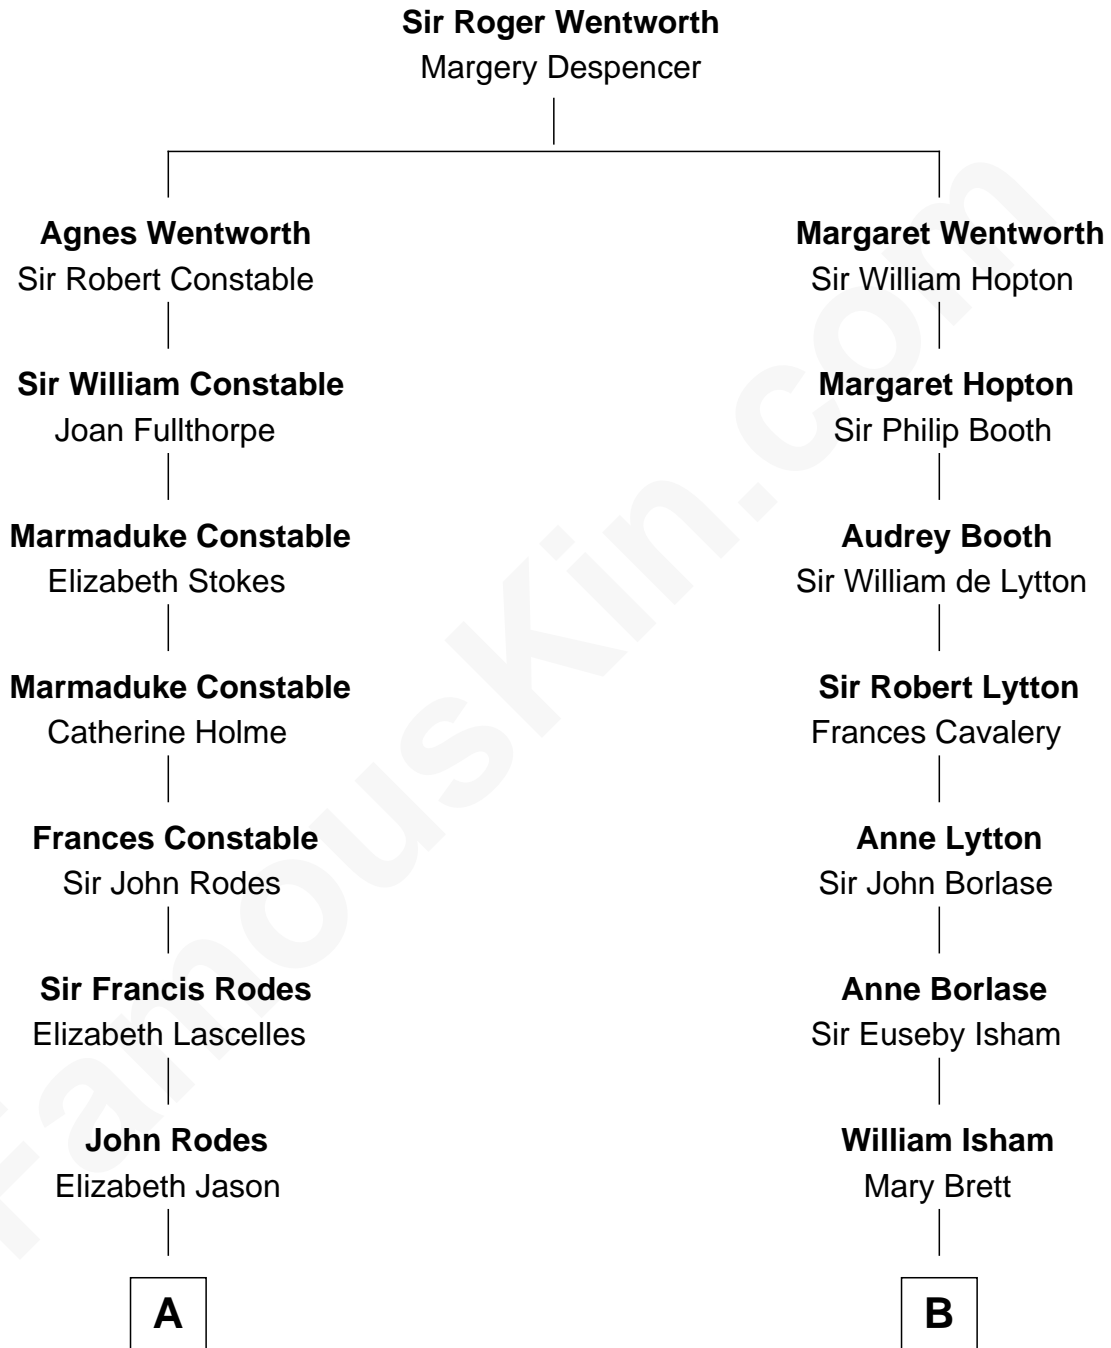 Sir Roger Wentworth
Margery Despencer
Agnes Wentworth
Sir Robert Constable
Sir William Constable
Joan Fullthorpe
Marmaduke Constable
Elizabeth Stokes
Marmaduke Constable
Catherine Holme
Frances Constable
Sir John Rodes
Sir Francis Rodes
Elizabeth Lascelles
John Rodes
Elizabeth Jason
A
Margaret Wentworth
Sir William Hopton
Margaret Hopton
Sir Philip Booth
Audrey Booth
Sir William de Lytton
Sir Robert Lytton
Frances Cavalery
Anne Lytton
Sir John Borlase
Anne Borlase
Sir Euseby Isham
William Isham
Mary Brett
B
FamousKin.com